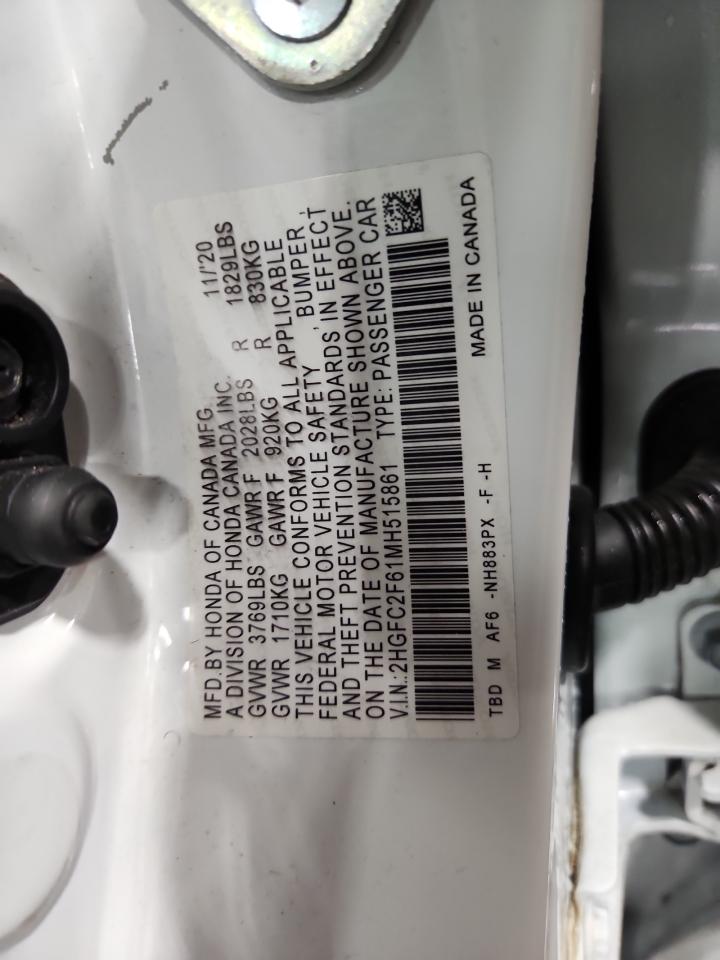 MFD.BY HONDA OF CANADA MFG. 11/'20
A DIVISION OF HONDA CANADA INC.
GVWR 3769LBS GAWR F 2028LBS R 1829LBS
GVWR 1710KG GAWR F 920KG R 830KG
THIS VEHICLE CONFORMS TO ALL APPLICABLE
FEDERAL MOTOR VEHICLE SAFETY, BUMPER,
AND THEFT PREVENTION STANDARDS, IN EFFECT
ON THE DATE OF MANUFACTURE SHOWN ABOVE.
V.I.N.:2HGFC2F61MH515861 TYPE: PASSENGER CAR
MADE IN CANADA
TBD M AF6 -NH883PX -F -H